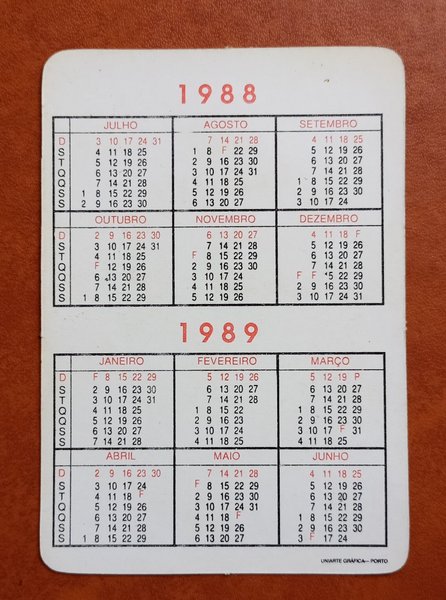 1988
JULHO AGOSTO SETEMBRO
D 3 10 17 24 31 7 14 21 28 4 11 18 25
S 4 11 18 25 1 8 F 22 29 5 12 19 26
T 5 12 19 26 2 9 16 23 30 6 13 20 27
Q 6 13 20 27 3 10 17 24 31 7 14 21 28
Q 7 14 21 28 4 11 18 25 1 8 15 22 29
S 1 8 15 22 29 5 12 19 26 2 9 16 23 30
S 2 9 16 23 30 6 13 20 27 3 10 17 24
OUTUBRO NOVEMBRO DEZEMBRO
D 2 9 16 23 30 6 13 20 27 4 11 18 F
S 3 10 17 24 31 7 14 21 28 5 12 19 26
T 4 11 18 25 F 8 15 22 29 6 13 20 27
Q F 12 19 26 2 9 16 23 30 7 14 21 28
Q 6 13 20 27 3 10 17 24 F F 15 22 29
S 7 14 21 28 4 11 18 25 2 9 16 23 30
S 1 8 15 22 29 5 12 19 26 3 10 17 24 31
1989
JANEIRO FEVEREIRO MARÇO
D F 8 15 22 29 5 12 19 26 5 12 19 P
S 2 9 16 23 30 6 13 20 27 6 13 20 27
T 3 10 17 24 31 7 14 21 28 7 14 21 28
Q 4 11 18 25 1 8 15 22 1 8 15 22 29
Q 5 12 19 26 2 9 16 23 2 9 16 23 30
S 6 13 20 27 3 10 17 24 3 10 17 F 31
S 7 14 21 28 4 11 18 25 4 11 18 25
ABRIL MAIO JUNHO
D 2 9 16 23 30 7 14 21 28 4 11 18 25
S 3 10 17 24 F 8 15 22 29 5 12 19 26
T 4 11 18 F 2 9 16 23 30 6 13 20 27
Q 5 12 19 26 3 10 17 24 31 7 14 21 28
Q 6 13 20 27 4 11 18 F 1 8 15 22 29
S 7 14 21 28 5 12 19 26 2 9 16 23 30
S 1 8 15 22 29 6 13 20 27 3 F 17 24
UNIARTE GRÁFICA — PORTO